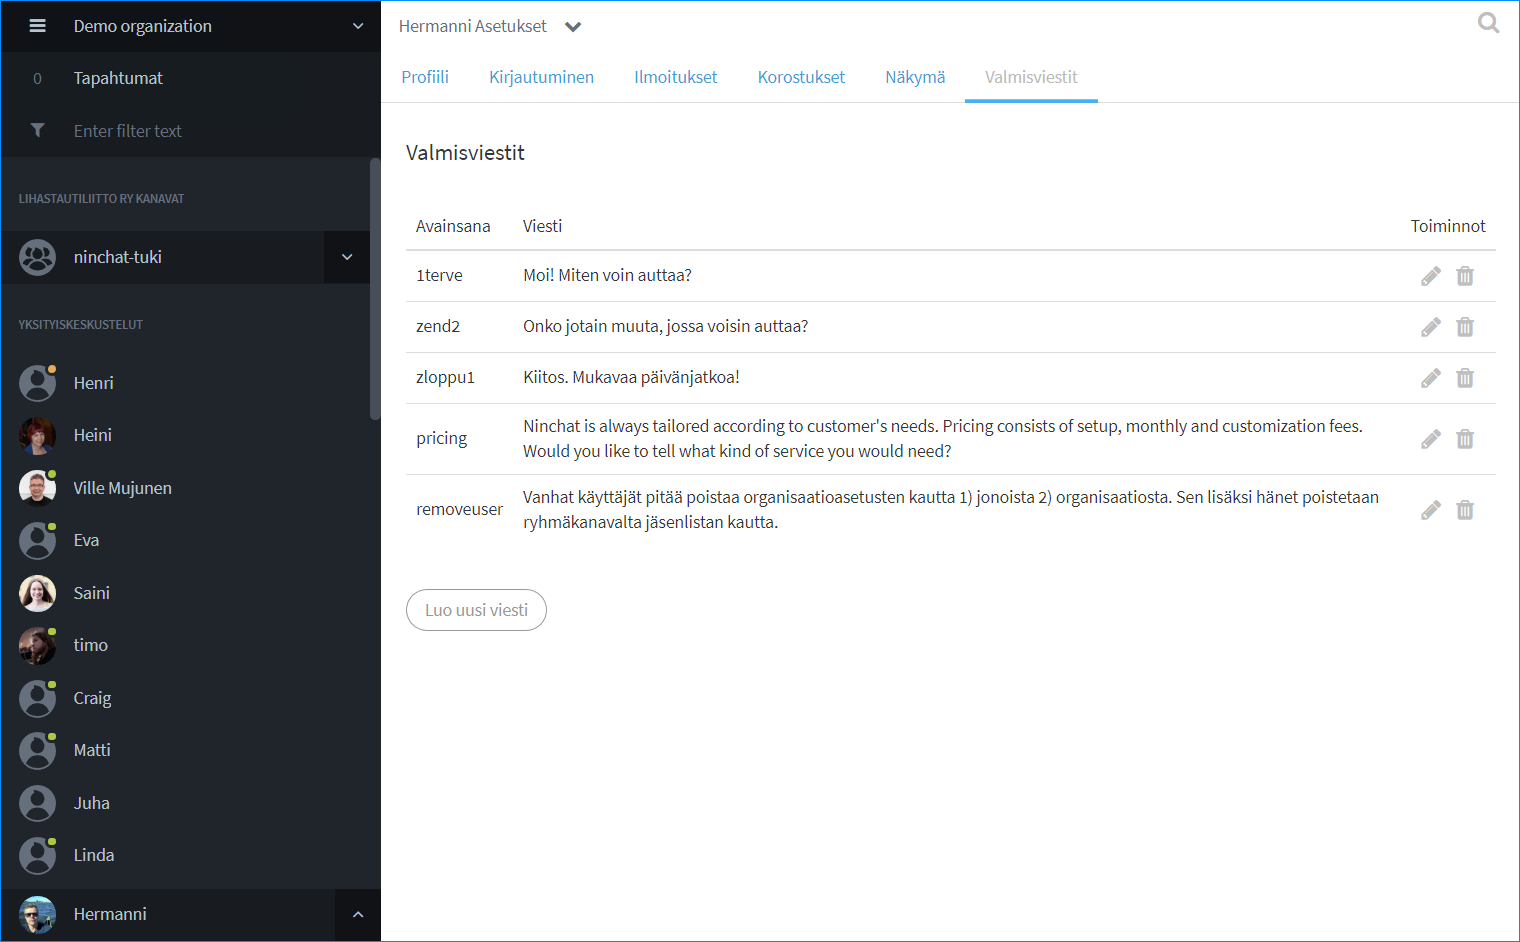 Demo organization
0 Tapahtumat
Enter filter text
LIHASTAUTILIITTO RY KANAVAT
ninchat-tuki
YKSITYISKESKUSTELUT
Henri
Heini
Ville Mujunen
Eva
Saini
timo
Craig
Matti
Juha
Linda
Hermanni
Hermanni Asetukset
Profiili Kirjautuminen Ilmoitukset Korostukset Näkymä Valmisviestit
Valmisviestit
Avainsana Viesti Toiminnot
1terve Moi! Miten voin auttaa?
zend2 Onko jotain muuta, jossa voisin auttaa?
zloppu1 Kiitos. Mukavaa päivänjatkoa!
pricing Ninchat is always tailored according to customer's needs. Pricing consists of setup, monthly and customization fees.
Would you like to tell what kind of service you would need?
removeuser Vanhat käyttäjät pitää poistaa organisaatioasetusten kautta 1) jonoista 2) organisaatiosta. Sen lisäksi hänet poistetaan
ryhmäkanavalta jäsenlistan kautta.
Luo uusi viesti